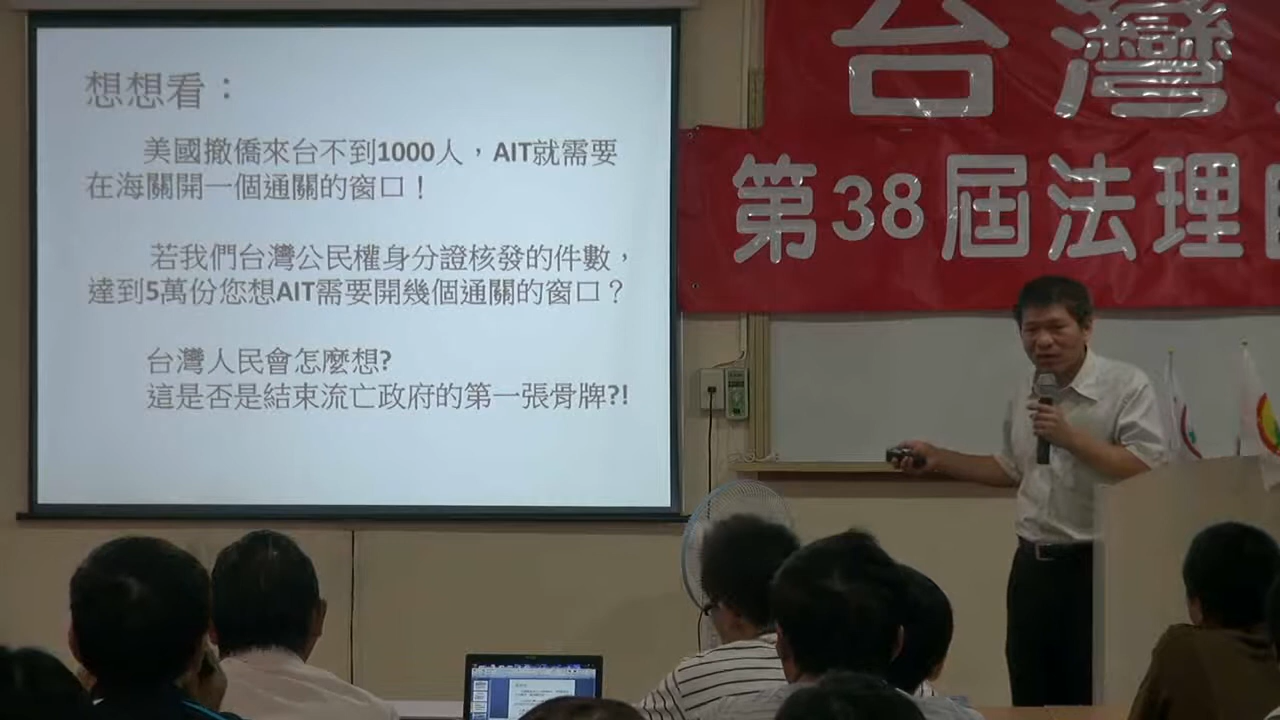 想想看：
美國撤僑來台不到1000人，AIT就需要
在海關開一個通關的窗口！
若我們台灣公民權身分證核發的件數，
達到5萬份您想AIT需要開幾個通關的窗口？
台灣人民會怎麼想?
這是否是結束流亡政府的第一張骨牌?!
台灣
第38屆法理